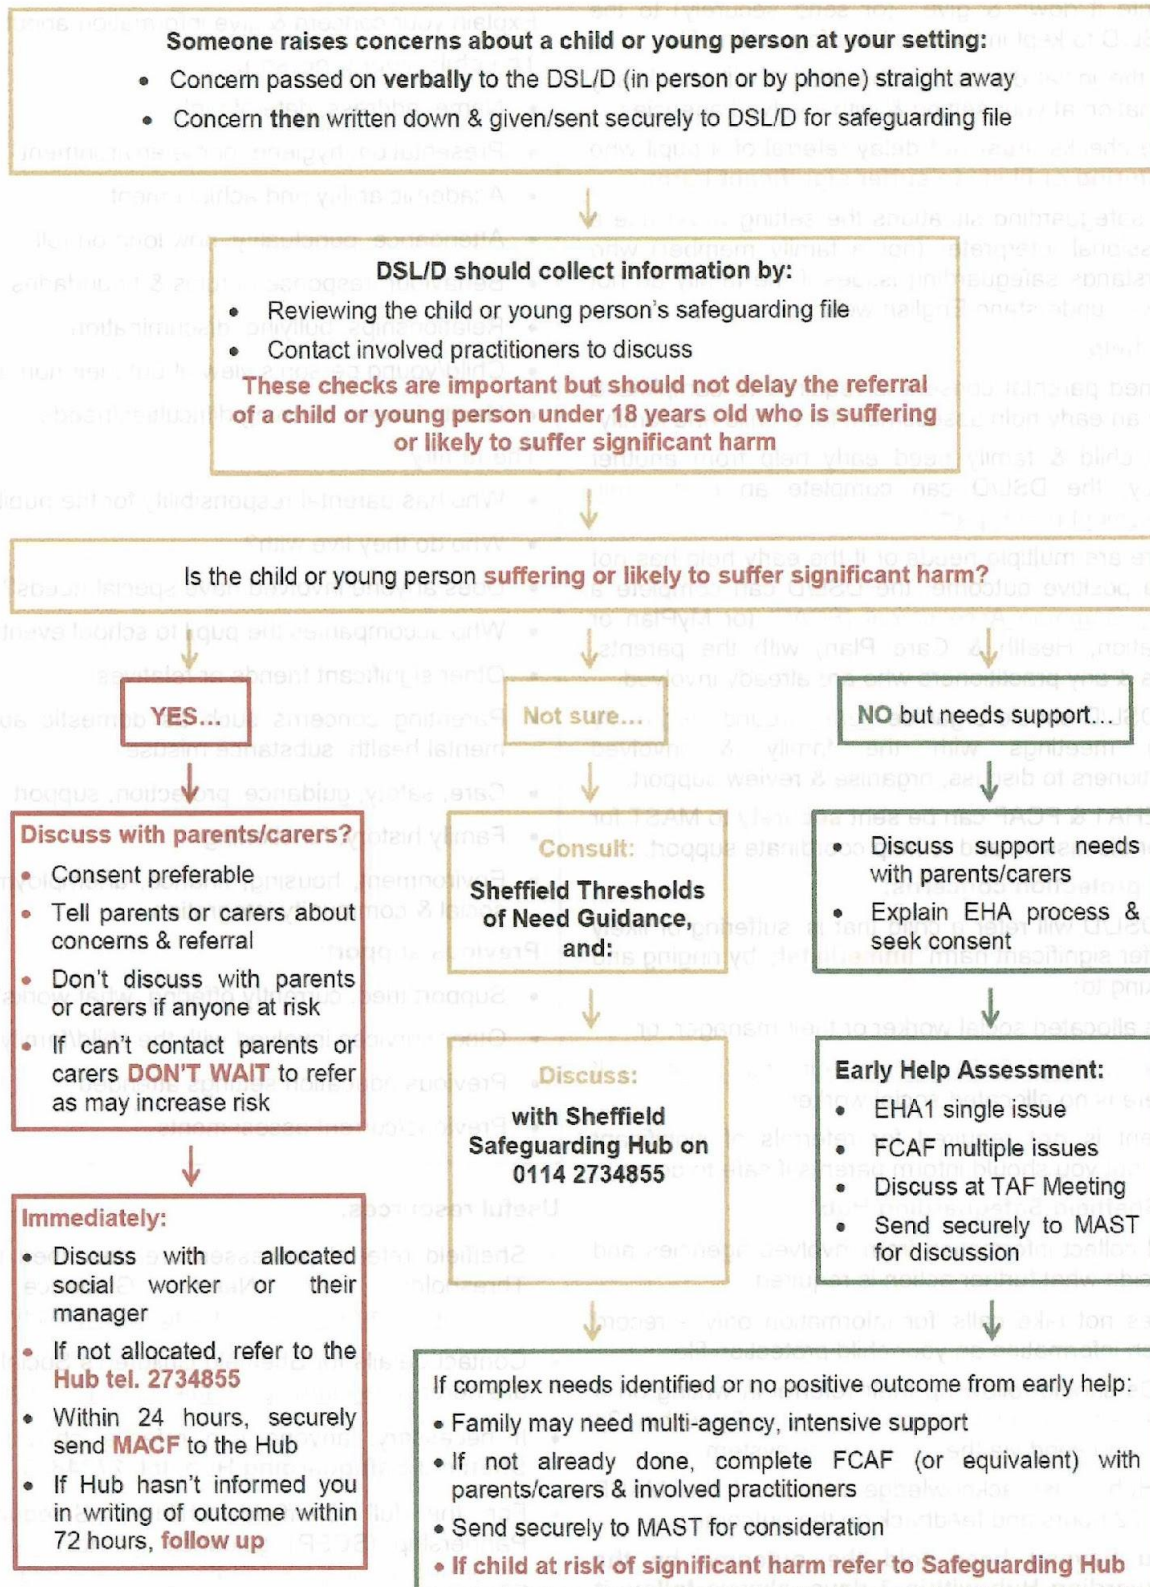 Someone raises concerns about a child or young person at your setting:
• Concern passed on verbally to the DSL/D (in person or by phone) straight away
• Concern then written down & given/sent securely to DSL/D for safeguarding file
DSL/D should collect information by:
• Reviewing the child or young person's safeguarding file
• Contact involved practitioners to discuss
These checks are important but should not delay the referral
of a child or young person under 18 years old who is suffering
or likely to suffer significant harm
Is the child or young person suffering or likely to suffer significant harm?
YES...
Not sure...
NO but needs support...
Discuss with parents/carers?
• Consent preferable
• Tell parents or carers about
concerns & referral
• Don't discuss with parents
or carers if anyone at risk
• If can't contact parents or
carers DON'T WAIT to refer
as may increase risk
Immediately:
• Discuss with allocated
social worker or their
manager
• If not allocated, refer to the
Hub tel. 2734855
• Within 24 hours, securely
send MACF to the Hub
• If Hub hasn't informed you
in writing of outcome within
72 hours, follow up
Consult:
Sheffield Thresholds
of Need Guidance,
and:
Discuss:
with Sheffield
Safeguarding Hub on
0114 2734855
• Discuss support needs
with parents/carers
• Explain EHA process &
seek consent
Early Help Assessment:
• EHA1 single issue
• FCAF multiple issues
• Discuss at TAF Meeting
• Send securely to MAST
for discussion
If complex needs identified or no positive outcome from early help:
• Family may need multi-agency, intensive support
• If not already done, complete FCAF (or equivalent) with
parents/carers & involved practitioners
• Send securely to MAST for consideration
• If child at risk of significant harm refer to Safeguarding Hub